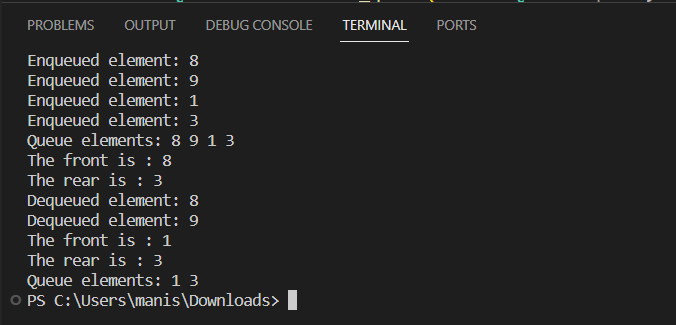 PROBLEMS OUTPUT DEBUG CONSOLE TERMINAL PORTS
Enqueued element: 8
Enqueued element: 9
Enqueued element: 1
Enqueued element: 3
Queue elements: 8 9 1 3
The front is : 8
The rear is : 3
Dequeued element: 8
Dequeued element: 9
The front is : 1
The rear is : 3
Queue elements: 1 3
PS C:\Users\manis\Downloads>